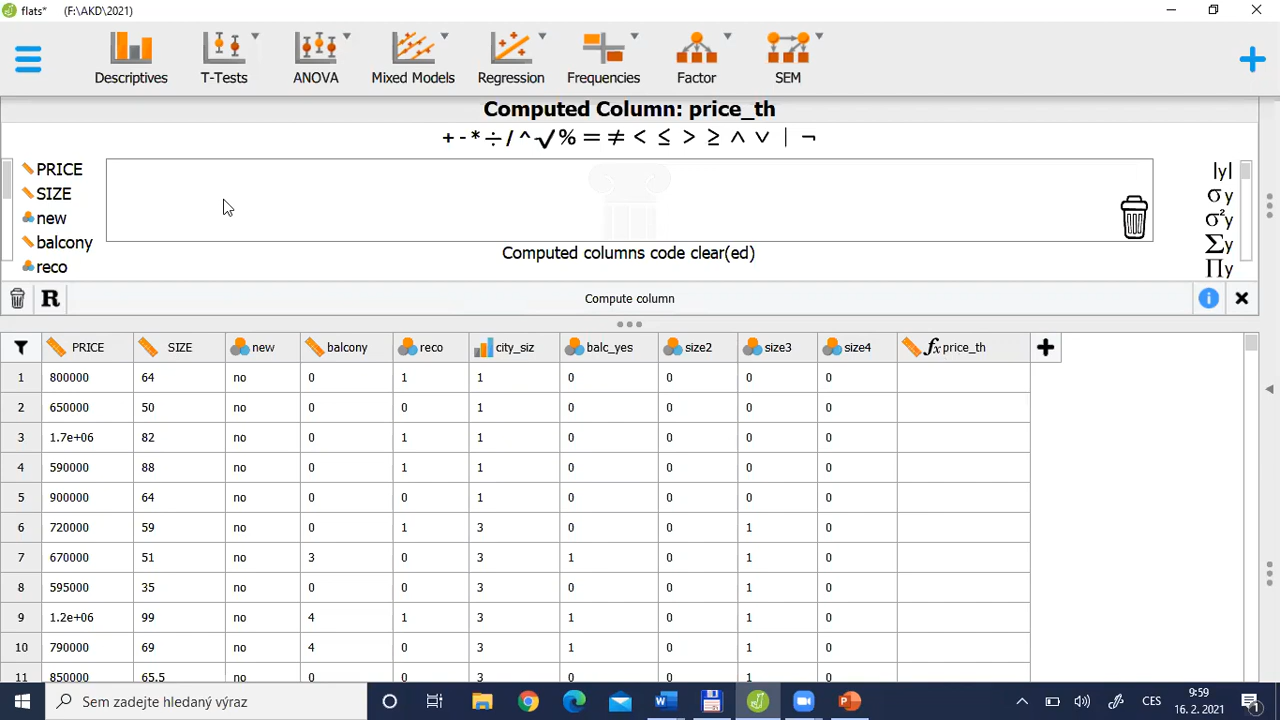 flats* (F:\AKD\2021)
Descriptives T-Tests ANOVA Mixed Models Regression Frequencies Factor SEM
Computed Column: price_th
+ - * ÷ / ^ √ % = ≠ < ≤ > ≥ ∧ ∨ | ¬
PRICE
SIZE
new
balcony
reco
|y|
σy
σ²y
Σy
∏y
Computed columns code clear(ed)
R Compute column i
PRICE SIZE new balcony reco city_siz balc_yes size2 size3 size4 fx price_th
1 800000 64 no 0 1 1 0 0 0 0
2 650000 50 no 0 0 1 0 0 0 0
3 1.7e+06 82 no 0 1 1 0 0 0 0
4 590000 88 no 0 1 1 0 0 0 0
5 900000 64 no 0 0 1 0 0 0 0
6 720000 59 no 0 1 3 0 0 1 0
7 670000 51 no 3 0 3 1 0 1 0
8 595000 35 no 0 0 3 0 0 1 0
9 1.2e+06 99 no 4 1 3 1 0 1 0
10 790000 69 no 4 0 3 1 0 1 0
11 850000 65.5 no 0 0 3 0 0 1 0
Sem zadejte hledaný výraz
CES
9:59
16. 2. 2021
1